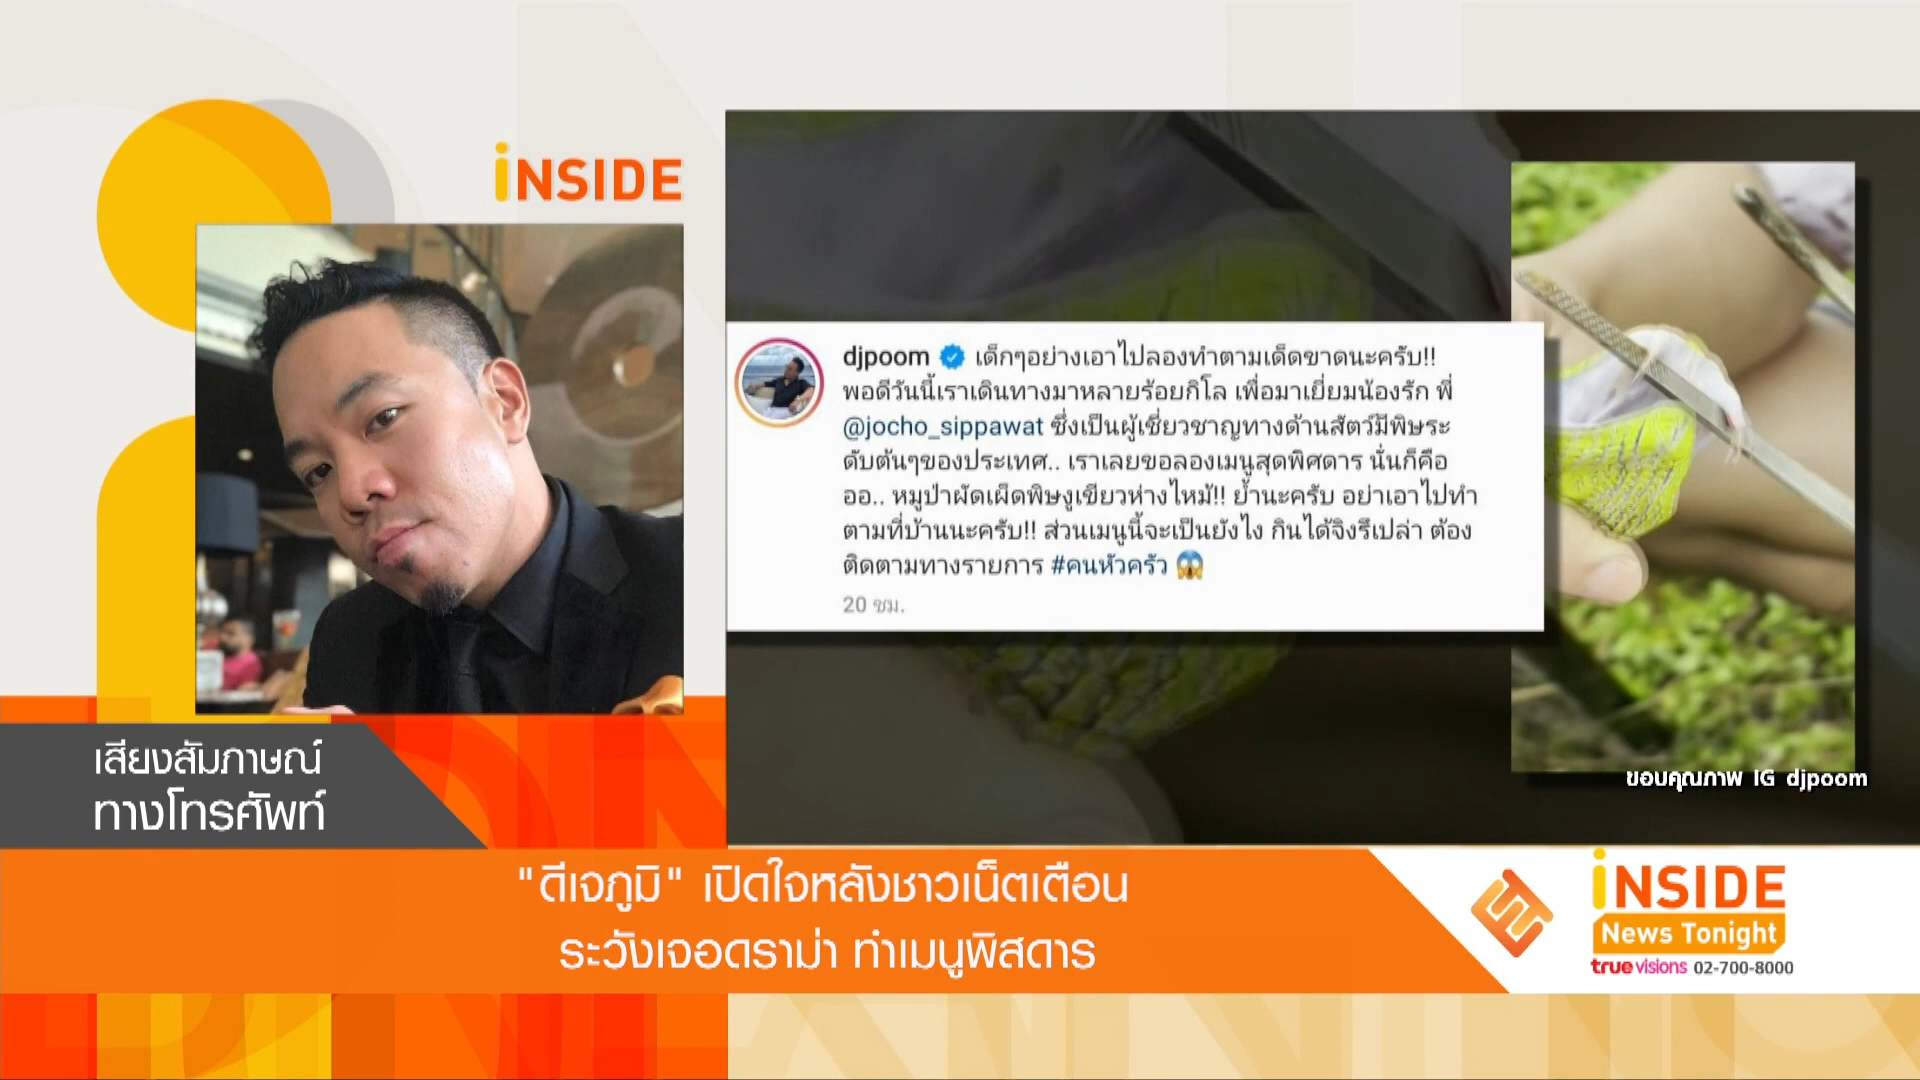 iNSIDE
djpoom เด็กๆอย่างเอาไปลองทำตามเด็ดขาดนะครับ!!
พอดีวันนี้เราเดินทางมาหลายร้อยกิโล เพื่อมาเยี่ยมน้องรัก พี่
@jocho_sippawat ซึ่งเป็นผู้เชี่ยวชาญทางด้านสัตว์มีพิษระ
ดับต้นๆของประเทศ.. เราเลยขอลองเมนูสุดพิศดาร นั่นก็คือ
ออ.. หมูป่าผัดเผ็ดพิษงูเขียวห่างไหม้!! ย้ำนะครับ อย่าเอาไปทำ
ตามที่บ้านนะครับ!! ส่วนเมนูนี้จะเป็นยังไง กินได้จิงรึเปล่า ต้อง
ติดตามทางรายการ #คนหัวครัว 😱
20 ชม.
ขอบคุณภาพ IG djpoom
เสียงสัมภาษณ์
ทางโทรศัพท์
"ดีเจภูมิ" เปิดใจหลังชาวเน็ตเตือน
ระวังเจอดราม่า ทำเมนูพิสดาร
iNSIDE
News Tonight
truevisions 02-700-8000